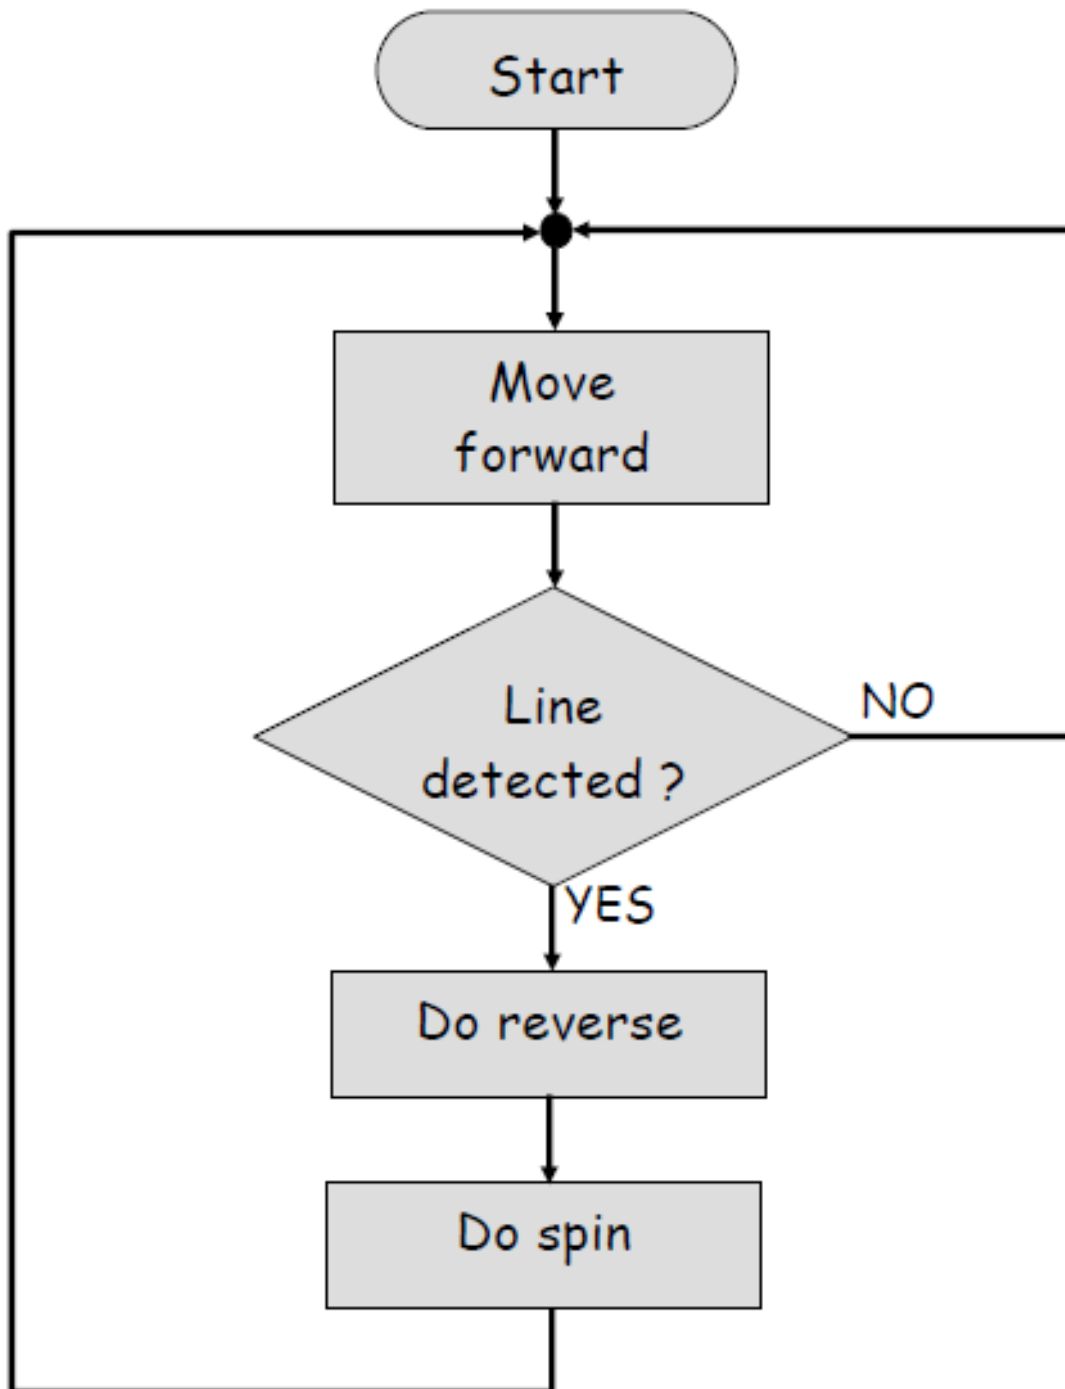 Start
Move
forward
Line
detected ?
NO
YES
Do reverse
Do spin